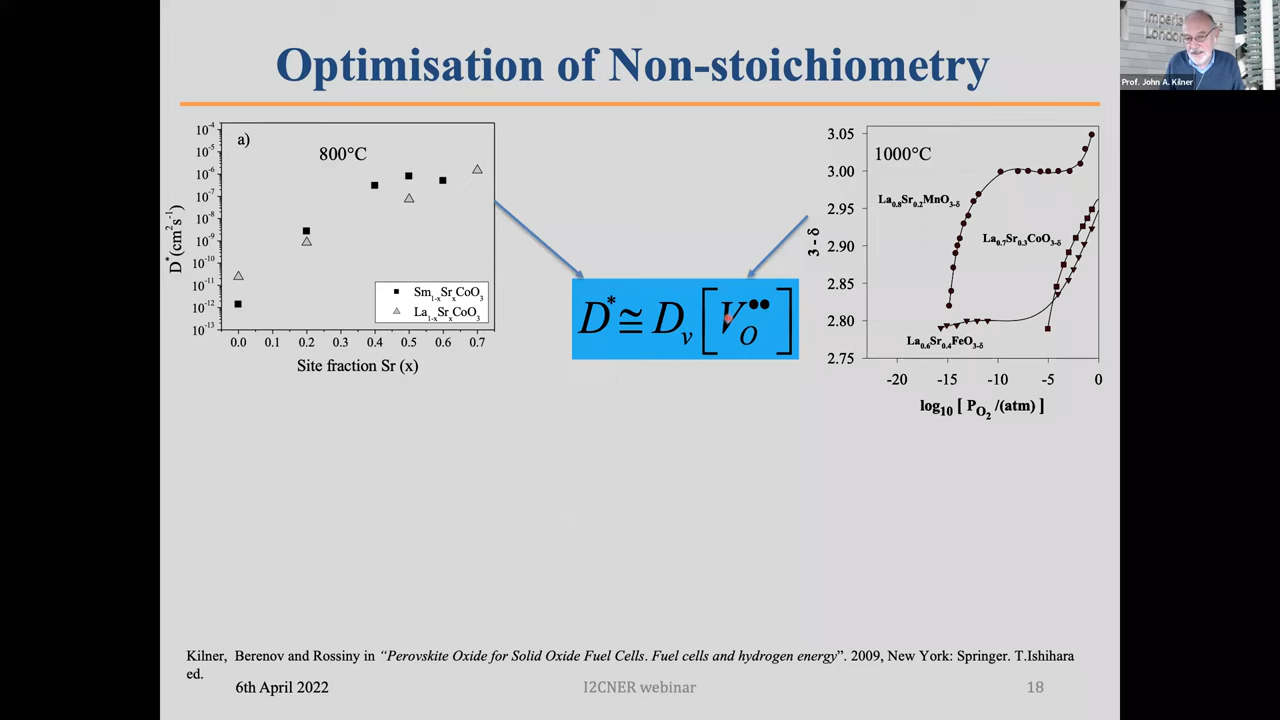 Optimisation of Non-stoichiometry
Imperial
London
Prof. John A. Kilner
a)
800°C
10⁻⁴
10⁻⁵
10⁻⁶
10⁻⁷
10⁻⁸
10⁻⁹
10⁻¹⁰
10⁻¹¹
10⁻¹²
10⁻¹³
D* (cm²s⁻¹)
Sm₁₋ₓSrₓCoO₃
La₁₋ₓSrₓCoO₃
0.0 0.1 0.2 0.3 0.4 0.5 0.6 0.7
Site fraction Sr (x)
D* ≅ Dᵥ [V_O^••]
1000°C
3.05
3.00
2.95
2.90
2.85
2.80
2.75
3 - δ
La₀.₈Sr₀.₂MnO₃₋δ
La₀.₇Sr₀.₃CoO₃₋δ
La₀.₆Sr₀.₄FeO₃₋δ
-20 -15 -10 -5 0
log₁₀ [ P_O₂ /(atm) ]
Kilner, Berenov and Rossiny in “Perovskite Oxide for Solid Oxide Fuel Cells. Fuel cells and hydrogen energy”. 2009, New York: Springer. T.Ishihara
ed.
6th April 2022
I2CNER webinar
18